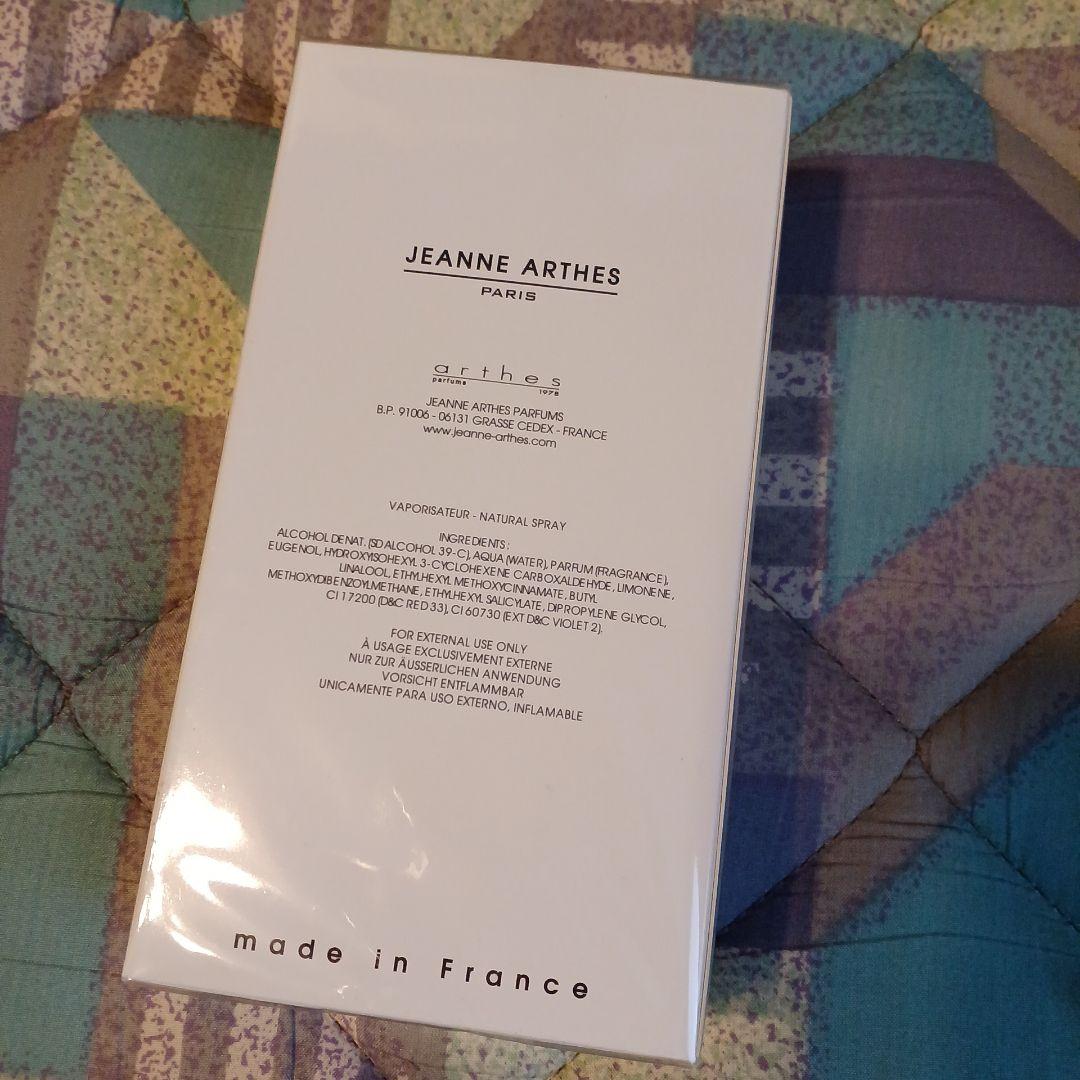 JEANNE ARTHES
PARIS
arthes
parfums 1978
JEANNE ARTHES PARFUMS
B.P. 91006 - 06131 GRASSE CEDEX - FRANCE
www.jeanne-arthes.com
VAPORISATEUR - NATURAL SPRAY
INGREDIENTS :
ALCOHOL DENAT. (SD ALCOHOL 39-C), AQUA (WATER), PARFUM (FRAGRANCE),
EUGENOL, HYDROXYISOHEXYL 3-CYCLOHEXENE CARBOXALDEHYDE, LIMONENE,
LINALOOL, ETHYLHEXYL METHOXYCINNAMATE, BUTYL
METHOXYDIBENZOYLMETHANE, ETHYLHEXYL SALICYLATE, DIPROPYLENE GLYCOL,
CI 17200 (D&C RED 33), CI 60730 (EXT D&C VIOLET 2).
FOR EXTERNAL USE ONLY
À USAGE EXCLUSIVEMENT EXTERNE
NUR ZUR ÄUSSERLICHEN ANWENDUNG
VORSICHT ENTFLAMMBAR
UNICAMENTE PARA USO EXTERNO, INFLAMABLE
made in France